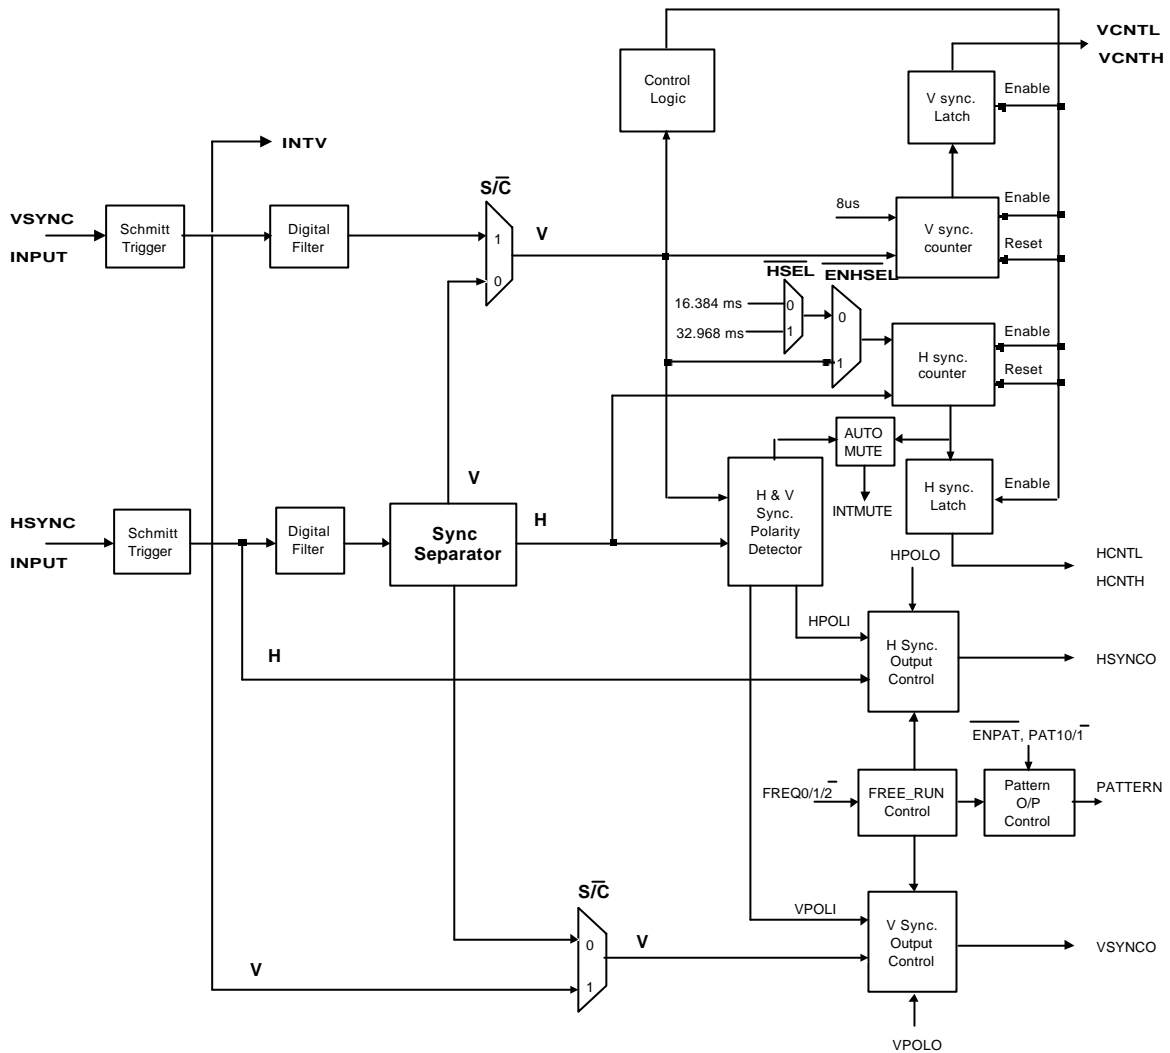 VCNTL
VCNTH
Control
Logic
V sync.
Latch
Enable
INTV
S/C̅
VSYNC
INPUT
Schmitt
Trigger
Digital
Filter
1
0
V
8us
V sync.
counter
Enable
Reset
H̅S̅E̅L̅
E̅N̅H̅S̅E̅L̅
16.384 ms
32.968 ms
0
1
0
1
H sync.
counter
Enable
Reset
AUTO
MUTE
INTMUTE
V
HSYNC
INPUT
Schmitt
Trigger
Digital
Filter
Sync
Separator
H
H & V
Sync.
Polarity
Detector
H sync.
Latch
Enable
HCNTL
HCNTH
HPOLO
HPOLI
H
H Sync.
Output
Control
HSYNCO
E̅N̅P̅A̅T̅, PAT10/1̅
FREQ0/1/2̅
FREE_RUN
Control
Pattern
O/P
Control
PATTERN
S/C̅
0
1
V
V
VPOLI
V Sync.
Output
Control
VSYNCO
VPOLO